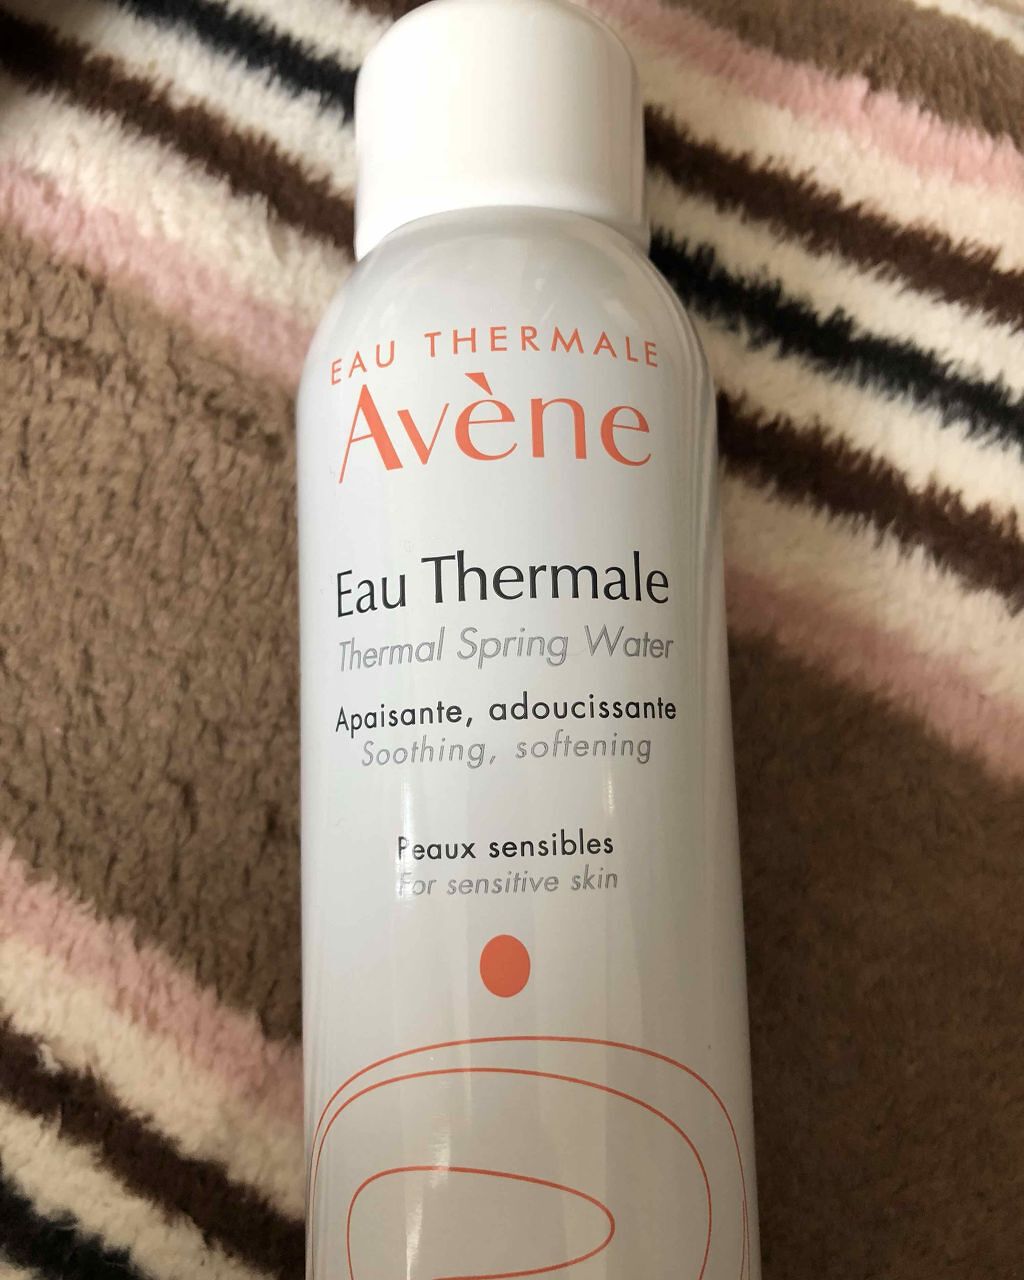 EAU THERMALE
Avène
Eau Thermale
Thermal Spring Water
Apaisante, adoucissante
Soothing, softening
Peaux sensibles
For sensitive skin